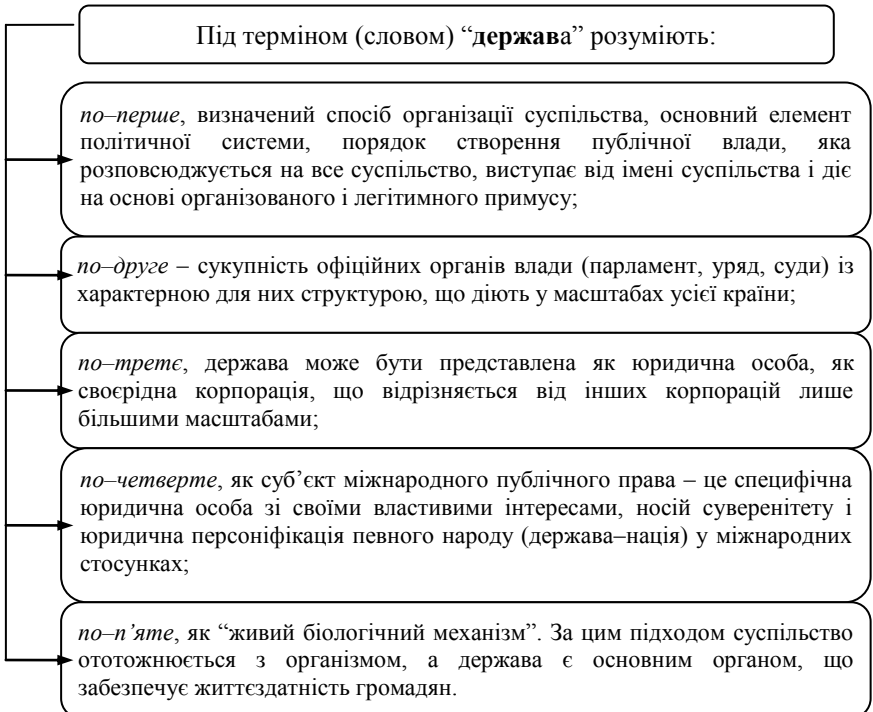 Під терміном (словом) “держава” розуміють:
по–перше, визначений спосіб організації суспільства, основний елемент
політичної системи, порядок створення публічної влади, яка
розповсюджується на все суспільство, виступає від імені суспільства і діє
на основі організованого і легітимного примусу;
по–друге – сукупність офіційних органів влади (парламент, уряд, суди) із
характерною для них структурою, що діють у масштабах усієї країни;
по–третє, держава може бути представлена як юридична особа, як
своєрідна корпорація, що відрізняється від інших корпорацій лише
більшими масштабами;
по–четверте, як суб’єкт міжнародного публічного права – це специфічна
юридична особа зі своїми властивими інтересами, носій суверенітету і
юридична персоніфікація певного народу (держава–нація) у міжнародних
стосунках;
по–п’яте, як “живий біологічний механізм”. За цим підходом суспільство
ототожнюється з організмом, а держава є основним органом, що
забезпечує життєздатність громадян.